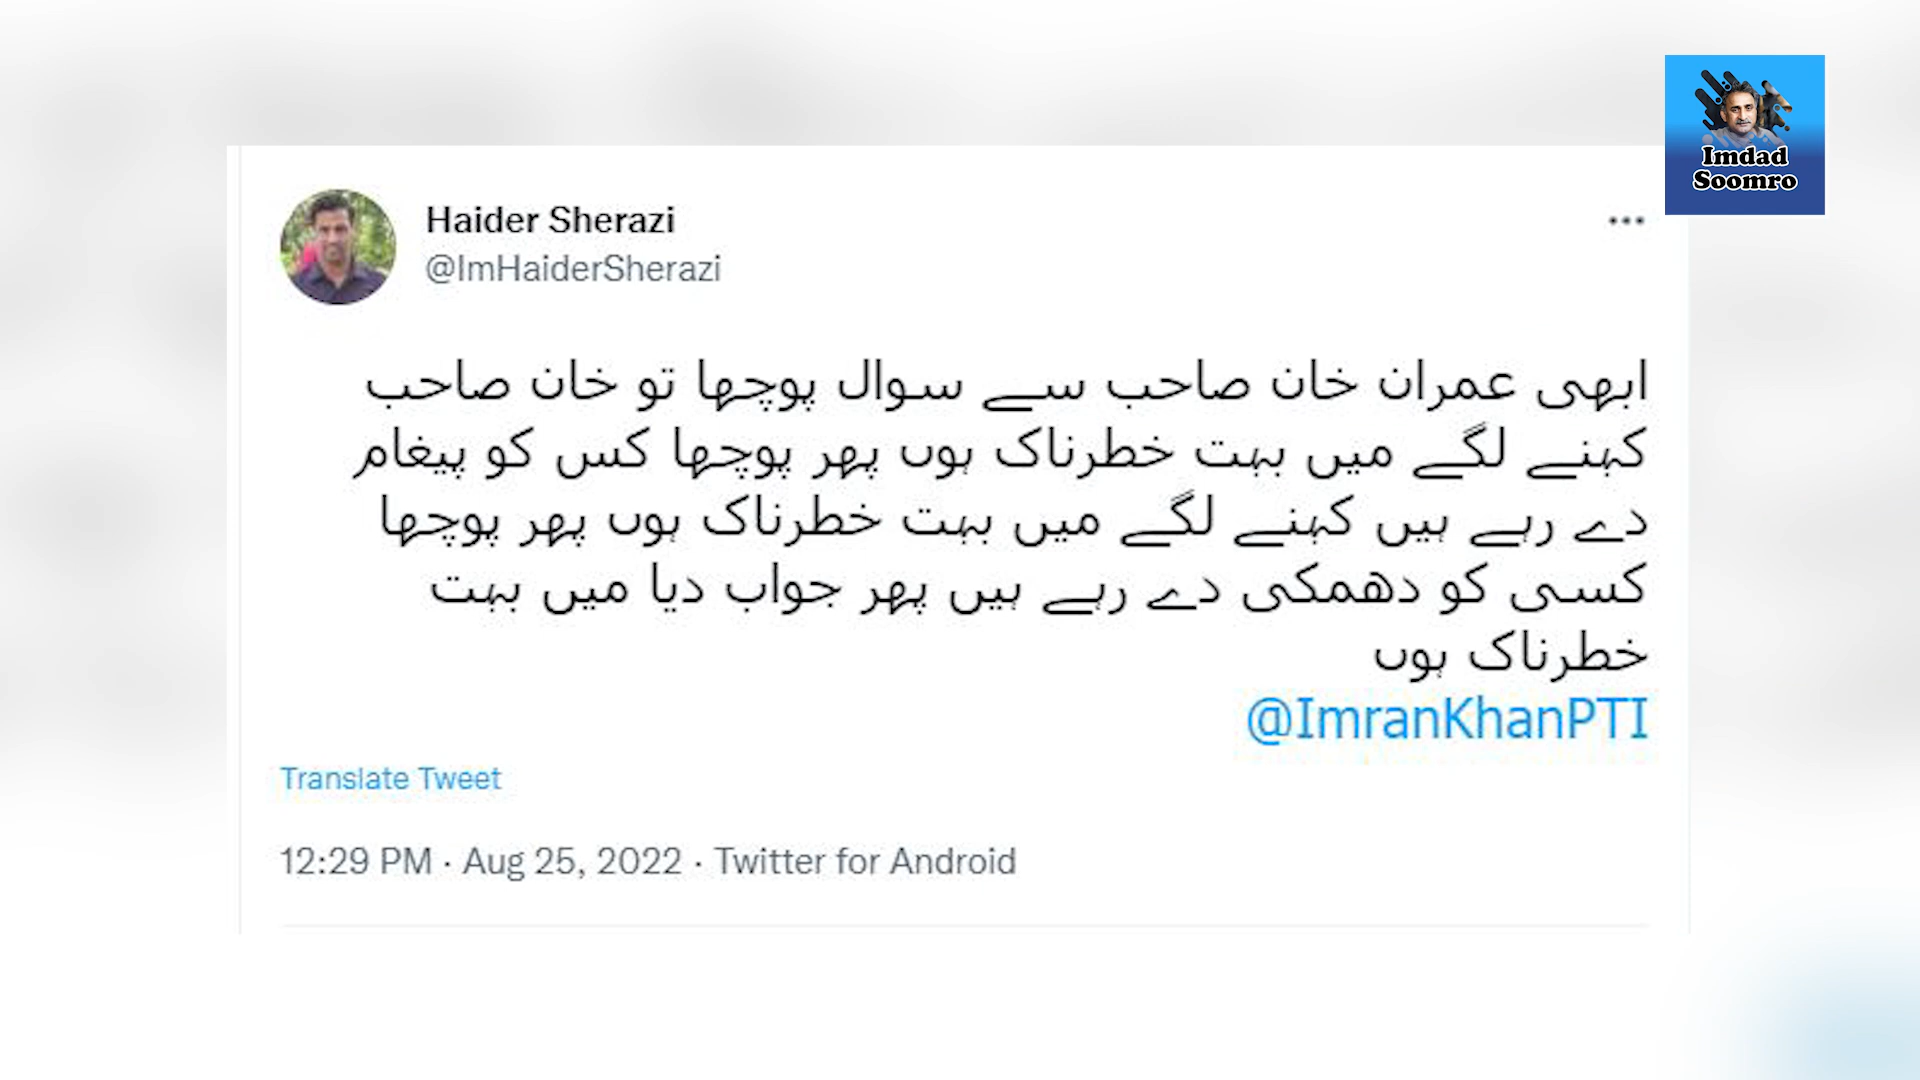 Imdad
Soomro
Haider Sherazi
@ImHaiderSherazi
ابھی عمران خان صاحب سے سوال پوچھا تو خان صاحب
کہنے لگے میں بہت خطرناک ہوں پھر پوچھا کس کو پیغام
دے رہے ہیں کہنے لگے میں بہت خطرناک ہوں پھر پوچھا
کسی کو دھمکی دے رہے ہیں پھر جواب دیا میں بہت
خطرناک ہوں
@ImranKhanPTI
Translate Tweet
12:29 PM · Aug 25, 2022 · Twitter for Android